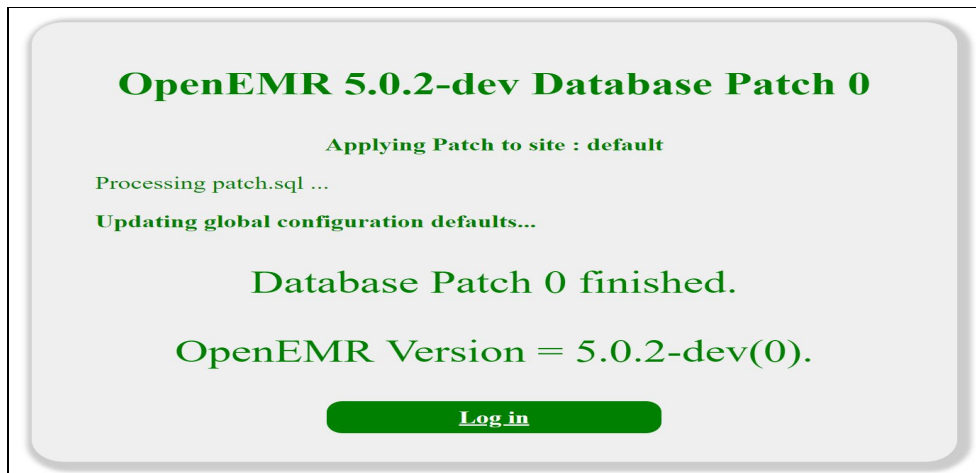 OpenEMR 5.0.2-dev Database Patch 0
Applying Patch to site : default
Processing patch.sql ...
Updating global configuration defaults...
Database Patch 0 finished.
OpenEMR Version = 5.0.2-dev(0).
Log in